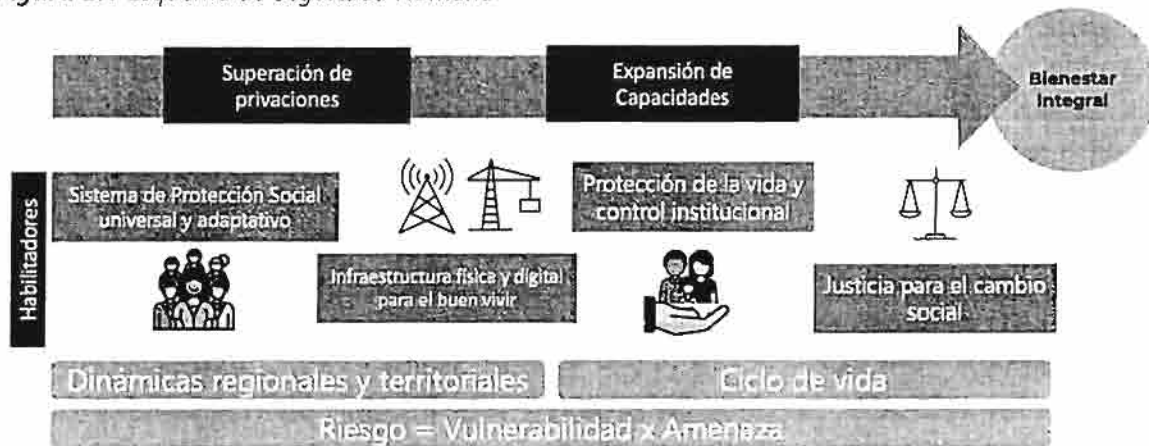 Superación de
privaciones
Expansión de
Capacidades
Bienestar
Integral
Habilitadores
Sistema de Protección Social
universal y adaptativo
Infraestructura física y digital
para el buen vivir
Protección de la vida y
control institucional
Justicia para el cambio
social
Dinámicas regionales y territoriales
Ciclo de vida
Riesgo = Vulnerabilidad x Amenaza